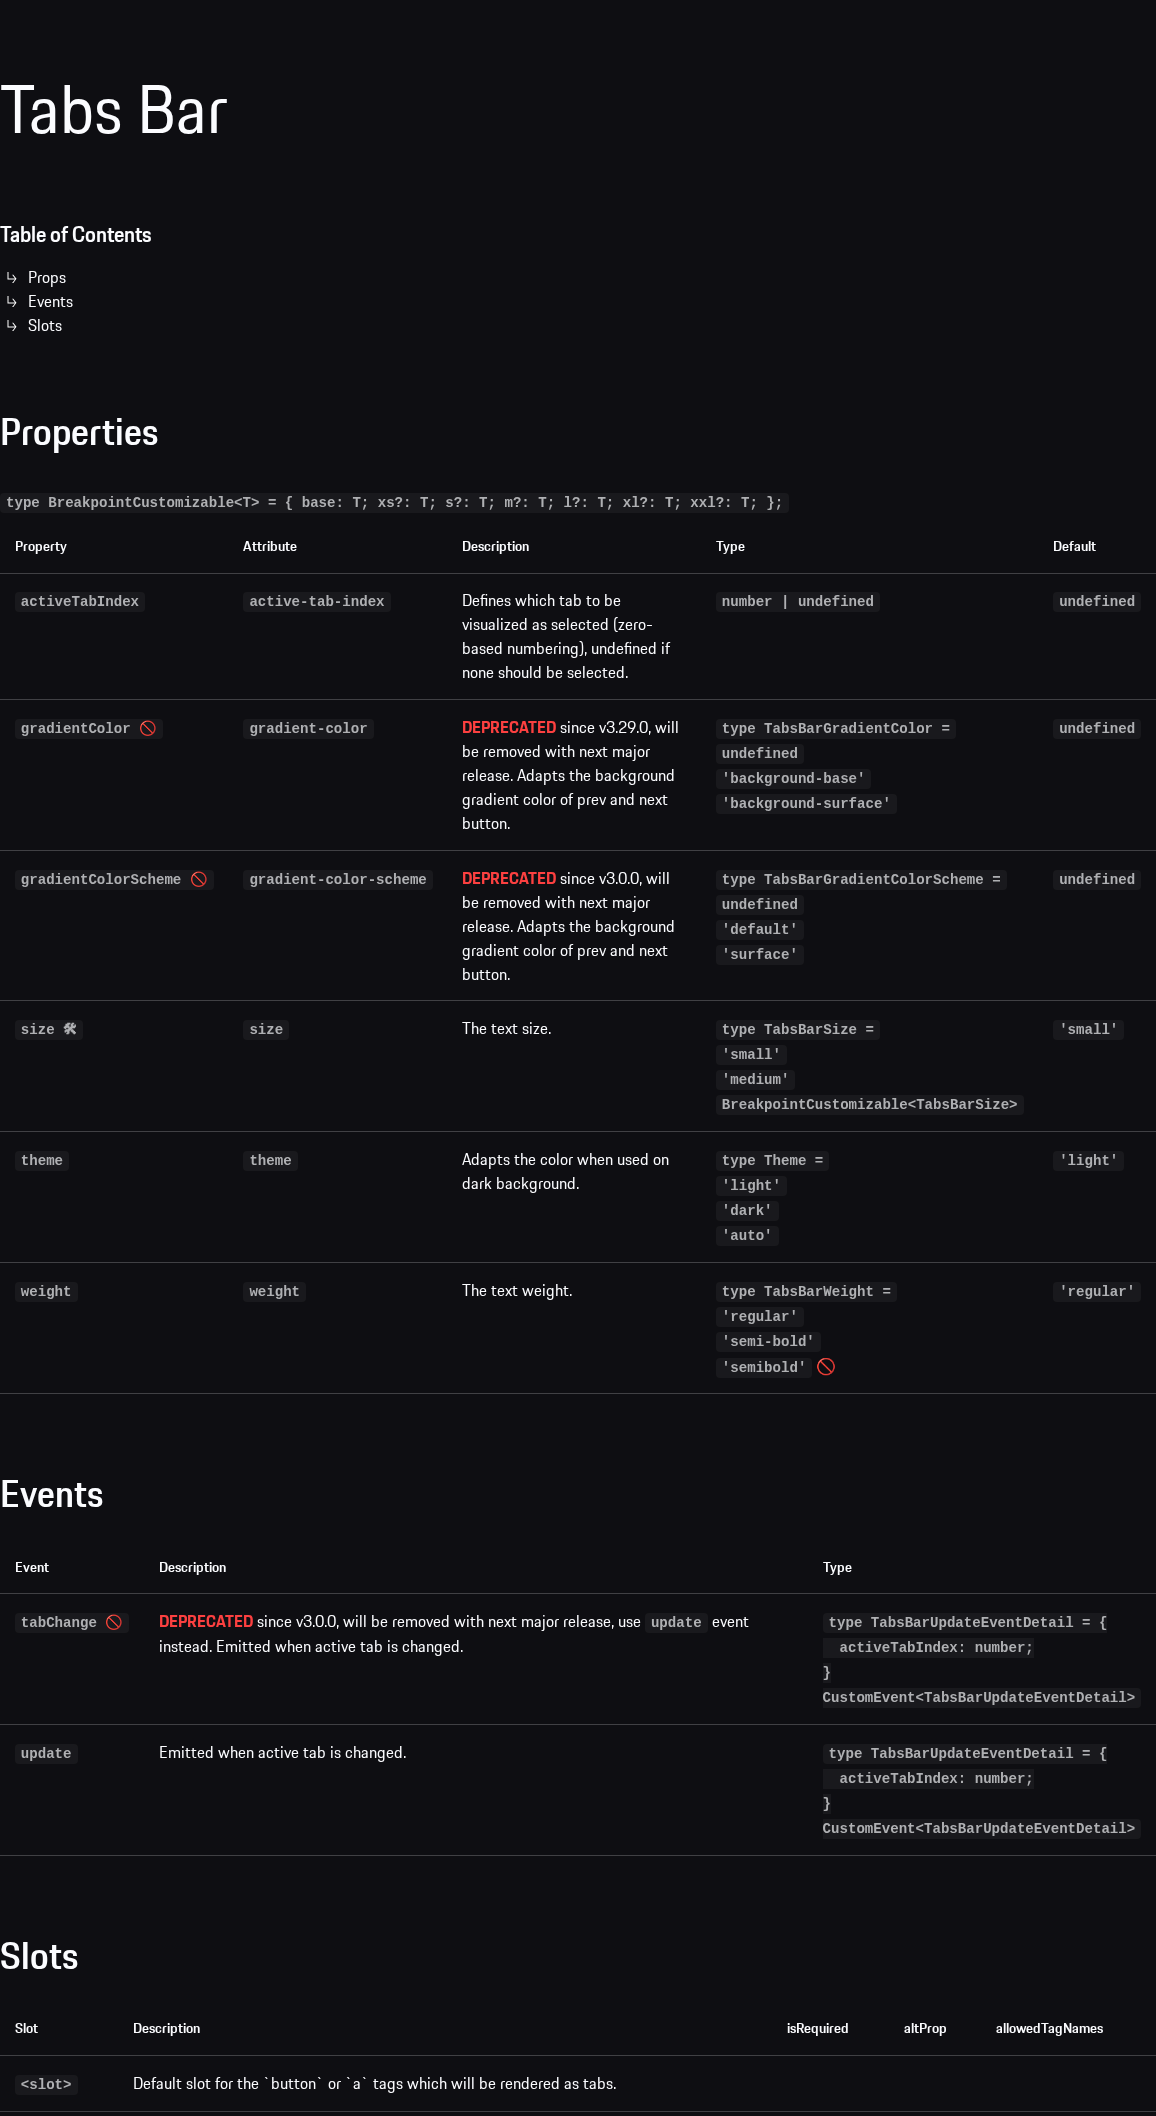 Tabs Bar
Table of Contents
Props
Events
Slots
Properties
type BreakpointCustomizable<T> = { base: T; xs?: T; s?: T; m?: T; l?: T; xl?: T; xxl?: T; };
Property Attribute Description Type Default
activeTabIndex active-tab-index Defines which tab to be number | undefined undefined
visualized as selected (zero-
based numbering), undefined if
none should be selected.
gradientColor 🚫 gradient-color DEPRECATED since v3.29.0, will type TabsBarGradientColor = undefined
be removed with next major undefined
release. Adapts the background 'background-base'
gradient color of prev and next 'background-surface'
button.
gradientColorScheme 🚫 gradient-color-scheme DEPRECATED since v3.0.0, will type TabsBarGradientColorScheme = undefined
be removed with next major undefined
release. Adapts the background 'default'
gradient color of prev and next 'surface'
button.
size 🛠 size The text size. type TabsBarSize = 'small'
'small'
'medium'
BreakpointCustomizable<TabsBarSize>
theme theme Adapts the color when used on type Theme = 'light'
dark background. 'light'
'dark'
'auto'
weight weight The text weight. type TabsBarWeight = 'regular'
'regular'
'semi-bold'
'semibold' 🚫
Events
Event Description Type
tabChange 🚫 DEPRECATED since v3.0.0, will be removed with next major release, use update event type TabsBarUpdateEventDetail = {
instead. Emitted when active tab is changed. activeTabIndex: number;
}
CustomEvent<TabsBarUpdateEventDetail>
update Emitted when active tab is changed. type TabsBarUpdateEventDetail = {
activeTabIndex: number;
}
CustomEvent<TabsBarUpdateEventDetail>
Slots
Slot Description isRequired altProp allowedTagNames
<slot> Default slot for the `button` or `a` tags which will be rendered as tabs.